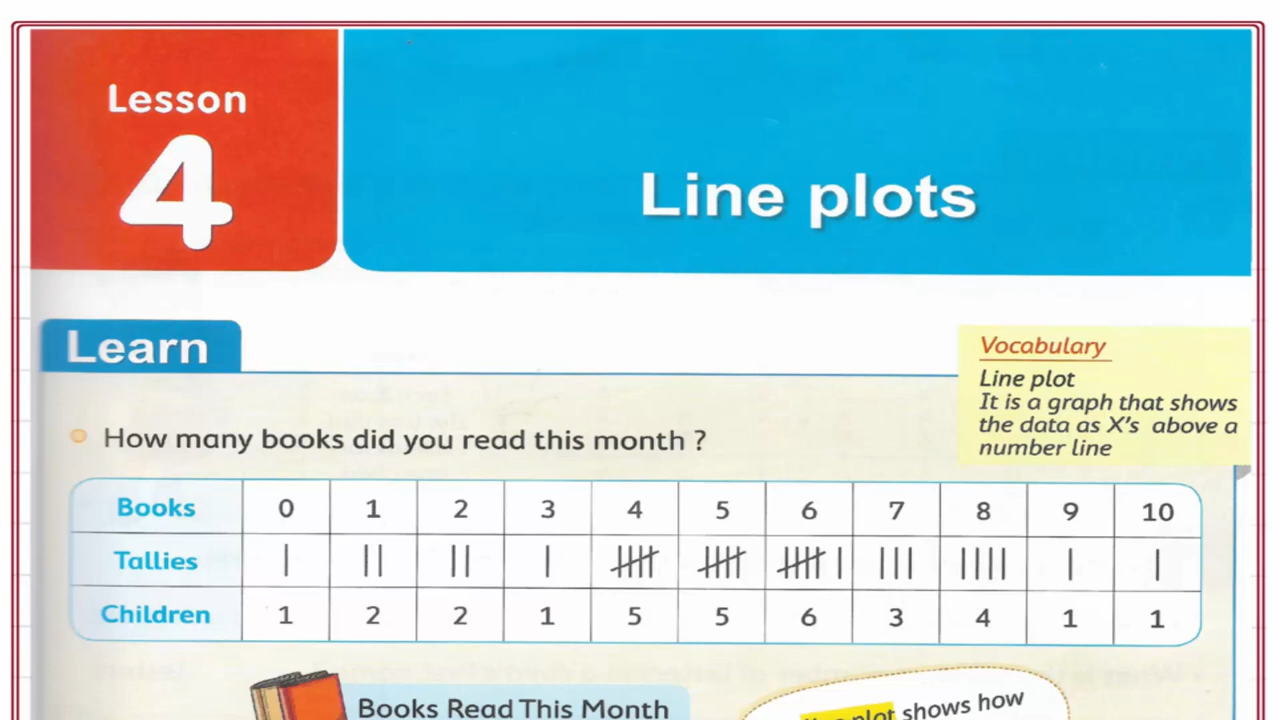 Lesson
4
Line plots
Learn
Vocabulary
Line plot
It is a graph that shows
the data as X's above a
number line
How many books did you read this month ?
Books 0 1 2 3 4 5 6 7 8 9 10
Tallies
Children 1 2 2 1 5 5 6 3 4 1 1
Books Read This Month
plot shows how